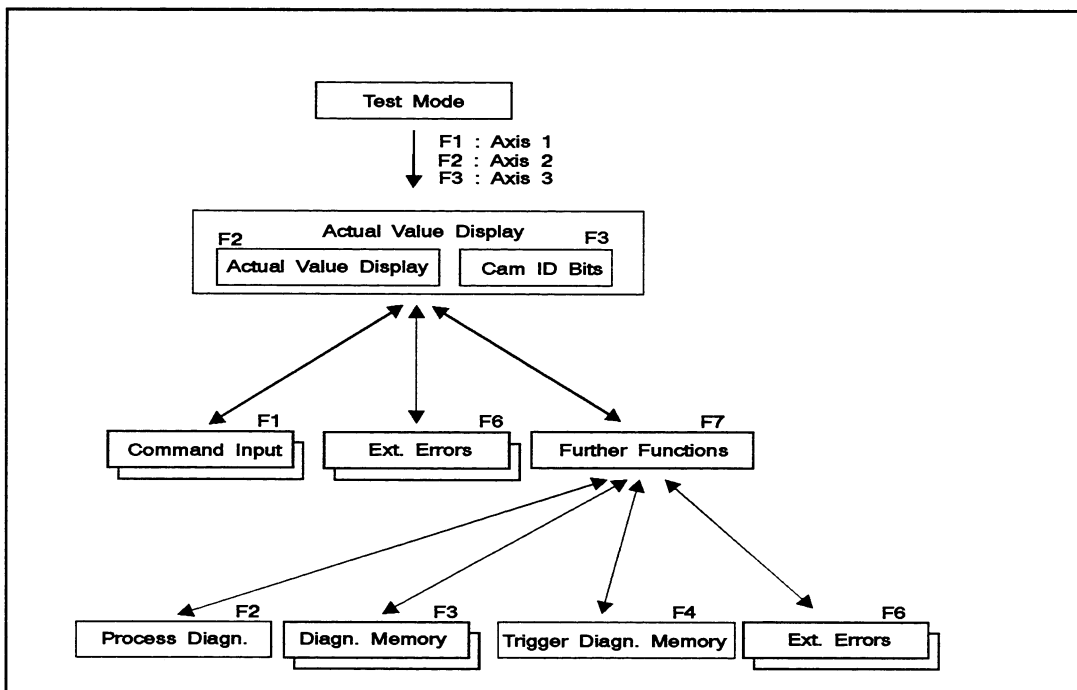 Test Mode
F1 : Axis 1
F2 : Axis 2
F3 : Axis 3
Actual Value Display
F2
F3
Actual Value Display
Cam ID Bits
F1
F6
F7
Command Input
Ext. Errors
Further Functions
F2
F3
F4
F6
Process Diagn.
Diagn. Memory
Trigger Diagn. Memory
Ext. Errors